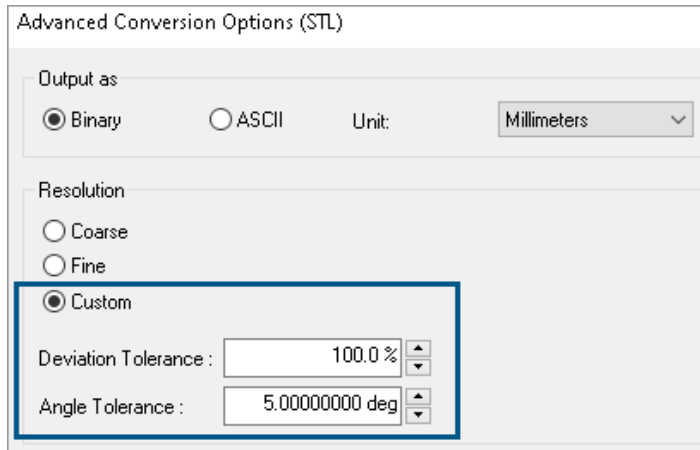 Advanced Conversion Options (STL)
Output as
Binary ASCII Unit: Millimeters
Resolution
Coarse
Fine
Custom
Deviation Tolerance : 100.0 %
Angle Tolerance : 5.00000000 deg